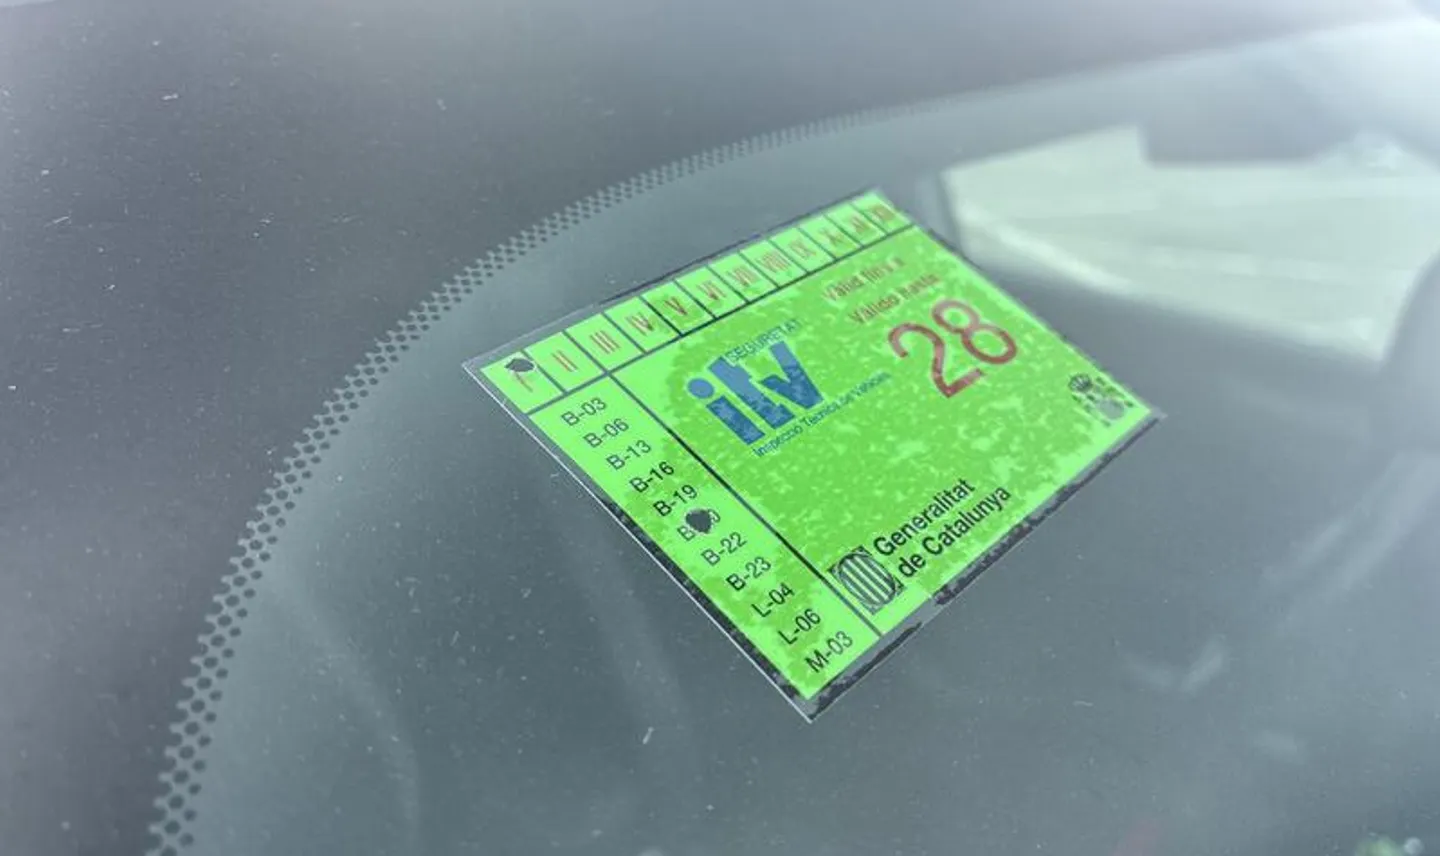 I II III IV V VI VII VIII IX X XI XII
Vàlid fins a
Válido hasta
28
SEGURETAT
itv
Inspecció Tècnica de Vehicles
B-03
B-06
B-13
B-16
B-19
B-22
B-23
L-04
L-06
M-03
Generalitat
de Catalunya